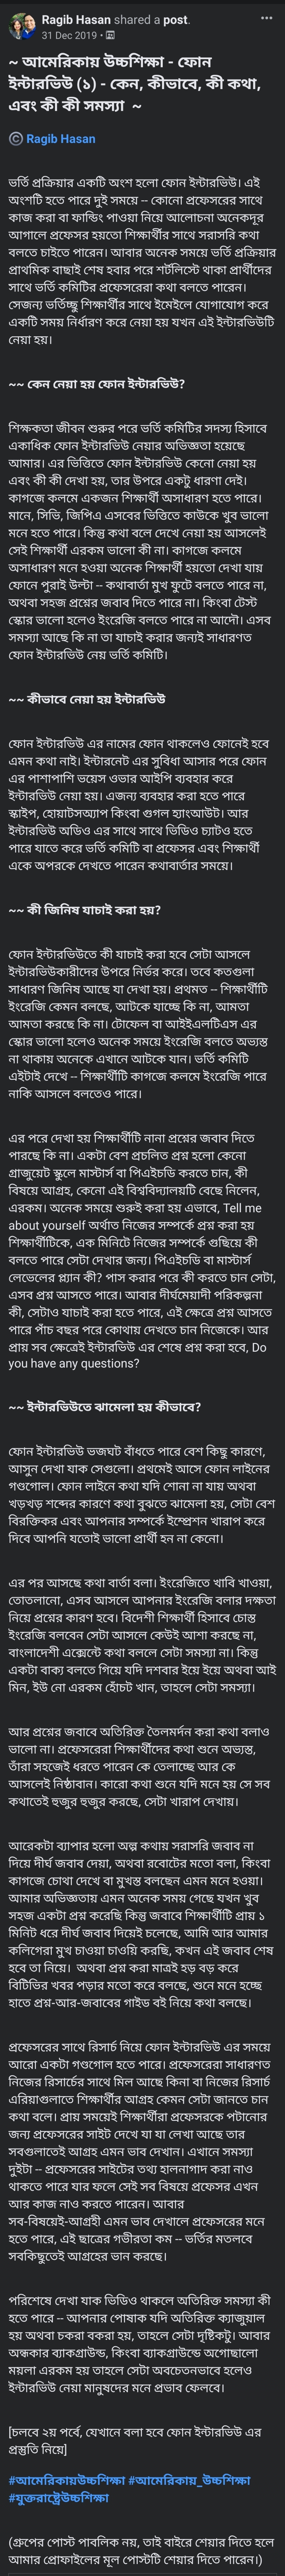 Ragib Hasan shared a post.
31 Dec 2019
~ আমেরিকায় উচ্চশিক্ষা - ফোন
ইন্টারভিউ (১) - কেন, কীভাবে, কী কথা,
এবং কী কী সমস্যা ~
© Ragib Hasan
ভর্তি প্রক্রিয়ার একটি অংশ হলো ফোন ইন্টারভিউ। এই
অংশটি হতে পারে দুই সময়ে -- কোনো প্রফেসরের সাথে
কাজ করা বা ফান্ডিং পাওয়া নিয়ে আলোচনা অনেকদূর
আগালে প্রফেসর হয়তো শিক্ষার্থীর সাথে সরাসরি কথা
বলতে চাইতে পারেন। আবার অনেক সময়ে ভর্তি প্রক্রিয়ার
প্রাথমিক বাছাই শেষ হবার পরে শর্টলিস্টে থাকা প্রার্থীদের
সাথে ভর্তি কমিটির প্রফেসরেরা কথা বলতে পারেন।
সেজন্য ভর্তিচ্ছু শিক্ষার্থীর সাথে ইমেইলে যোগাযোগ করে
একটি সময় নির্ধারণ করে নেয়া হয় যখন এই ইন্টারভিউটি
নেয়া হয়।
~~ কেন নেয়া হয় ফোন ইন্টারভিউ?
শিক্ষকতা জীবন শুরুর পরে ভর্তি কমিটির সদস্য হিসাবে
একাধিক ফোন ইন্টারভিউ নেয়ার অভিজ্ঞতা হয়েছে
আমার। এর ভিত্তিতে ফোন ইন্টারভিউ কেনো নেয়া হয়
এবং কী কী দেখা হয়, তার উপরে একটু ধারণা দেই।
কাগজে কলমে একজন শিক্ষার্থী অসাধারণ হতে পারে।
মানে, সিভি, জিপিএ এসবের ভিত্তিতে কাউকে খুব ভালো
মনে হতে পারে। কিন্তু কথা বলে দেখে নেয়া হয় আসলেই
সেই শিক্ষার্থী এরকম ভালো কী না। কাগজে কলমে
অসাধারণ মনে হওয়া অনেক শিক্ষার্থী হয়তো দেখা যায়
ফোনে পুরাই উল্টা -- কথাবার্তা মুখ ফুটে বলতে পারে না,
অথবা সহজ প্রশ্নের জবাব দিতে পারে না। কিংবা টেস্ট
স্কোর ভালো হলেও ইংরেজি বলতে পারে না আদৌ। এসব
সমস্যা আছে কি না তা যাচাই করার জন্যই সাধারণত
ফোন ইন্টারভিউ নেয় ভর্তি কমিটি।
~~ কীভাবে নেয়া হয় ইন্টারভিউ
ফোন ইন্টারভিউ এর নামের ফোন থাকলেও ফোনেই হবে
এমন কথা নাই। ইন্টারনেট এর সুবিধা আসার পরে ফোন
এর পাশাপাশি ভয়েস ওভার আইপি ব্যবহার করে
ইন্টারভিউ নেয়া হয়। এজন্য ব্যবহার করা হতে পারে
স্কাইপ, হোয়াটসঅ্যাপ কিংবা গুগল হ্যাংআউট। আর
ইন্টারভিউ অডিও এর সাথে সাথে ভিডিও চ্যাটও হতে
পারে যাতে করে ভর্তি কমিটি বা প্রফেসর এবং শিক্ষার্থী
একে অপরকে দেখতে পারেন কথাবার্তার সময়ে।
~~ কী জিনিষ যাচাই করা হয়?
ফোন ইন্টারভিউতে কী যাচাই করা হবে সেটা আসলে
ইন্টারভিউকারীদের উপরে নির্ভর করে। তবে কতগুলা
সাধারণ জিনিষ আছে যা দেখা হয়। প্রথমত -- শিক্ষার্থীটি
ইংরেজি কেমন বলছে, আটকে যাচ্ছে কি না, আমতা
আমতা করছে কি না। টোফেল বা আইইএলটিএস এর
স্কোর ভালো হলেও অনেক সময়ে ইংরেজি বলতে অভ্যস্ত
না থাকায় অনেকে এখানে আটকে যান। ভর্তি কমিটি
এইটাই দেখে -- শিক্ষার্থীটি কাগজে কলমে ইংরেজি পারে
নাকি আসলে বলতেও পারে।
এর পরে দেখা হয় শিক্ষার্থীটি নানা প্রশ্নের জবাব দিতে
পারছে কি না। একটা বেশ প্রচলিত প্রশ্ন হলো কেনো
গ্রাজুয়েট স্কুলে মাস্টার্স বা পিএইচডি করতে চান, কী
বিষয়ে আগ্রহ, কেনো এই বিশ্ববিদ্যালয়টি বেছে নিলেন,
এরকম। অনেক সময়ে শুরুই করা হয় এভাবে, Tell me
about yourself অর্থাত নিজের সম্পর্কে প্রশ্ন করা হয়
শিক্ষার্থীটিকে, এক মিনিটে নিজের সম্পর্কে গুছিয়ে কী
বলতে পারে সেটা দেখার জন্য। পিএইচডি বা মাস্টার্স
লেভেলের প্ল্যান কী? পাস করার পরে কী করতে চান সেটা,
এসব প্রশ্ন আসতে পারে। আবার দীর্ঘমেয়াদী পরিকল্পনা
কী, সেটাও যাচাই করা হতে পারে, এই ক্ষেত্রে প্রশ্ন আসতে
পারে পাঁচ বছর পরে কোথায় দেখতে চান নিজেকে। আর
প্রায় সব ক্ষেত্রেই ইন্টারভিউ এর শেষে প্রশ্ন করা হবে, Do
you have any questions?
~~ ইন্টারভিউতে ঝামেলা হয় কীভাবে?
ফোন ইন্টারভিউ ভজঘট বাঁধতে পারে বেশ কিছু কারণে,
আসুন দেখা যাক সেগুলো। প্রথমেই আসে ফোন লাইনের
গণ্ডগোল। ফোন লাইনে কথা যদি শোনা না যায় অথবা
খড়খড় শব্দের কারণে কথা বুঝতে ঝামেলা হয়, সেটা বেশ
বিরক্তিকর এবং আপনার সম্পর্কে ইম্প্রেশন খারাপ করে
দিবে আপনি যতোই ভালো প্রার্থী হন না কেনো।
এর পর আসছে কথা বার্তা বলা। ইংরেজিতে খাবি খাওয়া,
তোতলানো, এসব আসলে আপনার ইংরেজি বলার দক্ষতা
নিয়ে প্রশ্নের কারণ হবে। বিদেশী শিক্ষার্থী হিসাবে চোস্ত
ইংরেজি বলবেন সেটা আসলে কেউই আশা করছে না,
বাংলাদেশী এক্সেন্টে কথা বললে সেটা সমস্যা না। কিন্তু
একটা বাক্য বলতে গিয়ে যদি দশবার ইয়ে ইয়ে অথবা আই
মিন, ইউ নো এরকম হোঁচট খান, তাহলে সেটা সমস্যা।
আর প্রশ্নের জবাবে অতিরিক্ত তৈলমর্দন করা কথা বলাও
ভালো না। প্রফেসরেরা শিক্ষার্থীদের কথা শুনে অভ্যস্ত,
তাঁরা সহজেই ধরতে পারেন কে তেলাচ্ছে আর কে
আসলেই নিষ্ঠাবান। কারো কথা শুনে যদি মনে হয় সে সব
কথাতেই হুজুর হুজুর করছে, সেটা খারাপ দেখায়।
আরেকটা ব্যাপার হলো অল্প কথায় সরাসরি জবাব না
দিয়ে দীর্ঘ জবাব দেয়া, অথবা রবোটের মতো বলা, কিংবা
কাগজে চোথা দেখে বা মুখস্ত বলছেন এমন মনে হওয়া।
আমার অভিজ্ঞতায় এমন অনেক সময় গেছে যখন খুব
সহজ একটা প্রশ্ন করেছি কিন্তু জবাবে শিক্ষার্থীটি প্রায় ১
মিনিট ধরে দীর্ঘ জবাব দিয়েই চলেছে, আমি আর আমার
কলিগেরা মুখ চাওয়া চাওয়ি করছি, কখন এই জবাব শেষ
হবে তা নিয়ে। অথবা প্রশ্ন করা মাত্রই হড় বড় করে
বিটিভির খবর পড়ার মতো করে বলছে, শুনে মনে হচ্ছে
হাতে প্রশ্ন-আর-জবাবের গাইড বই নিয়ে কথা বলছে।
প্রফেসরের সাথে রিসার্চ নিয়ে ফোন ইন্টারভিউ এর সময়ে
আরো একটা গণ্ডগোল হতে পারে। প্রফেসরেরা সাধারণত
নিজের রিসার্চের সাথে মিল আছে কিনা বা নিজের রিসার্চ
এরিয়াগুলাতে শিক্ষার্থীর আগ্রহ কেমন সেটা জানতে চান
কথা বলে। প্রায় সময়েই শিক্ষার্থীরা প্রফেসরকে পটানোর
জন্য প্রফেসরের সাইট দেখে যা যা লেখা আছে তার
সবগুলাতেই আগ্রহ এমন ভাব দেখান। এখানে সমস্যা
দুইটা -- প্রফেসরের সাইটের তথ্য হালনাগাদ করা নাও
থাকতে পারে যার ফলে সেই সব বিষয়ে প্রফেসর এখন
আর কাজ নাও করতে পারেন। আবার
সব-বিষয়েই-আগ্রহী এমন ভাব দেখালে প্রফেসরের মনে
হতে পারে, এই ছাত্রের গভীরতা কম -- ভর্তির মতলবে
সবকিছুতেই আগ্রহের ভান করছে।
পরিশেষে দেখা যাক ভিডিও থাকলে অতিরিক্ত সমস্যা কী
হতে পারে -- আপনার পোষাক যদি অতিরিক্ত ক্যাজুয়াল
হয় অথবা চকরা বকরা হয়, তাহলে সেটা দৃষ্টিকটু। আবার
অন্ধকার ব্যাকগ্রাউন্ড, কিংবা ব্যাকগ্রাউন্ডে অগোছালো
ময়লা এরকম হয় তাহলে সেটা অবচেতনভাবে হলেও
ইন্টারভিউ নেয়া মানুষদের মনে প্রভাব ফেলবে।
[চলবে ২য় পর্বে, যেখানে বলা হবে ফোন ইন্টারভিউ এর
প্রস্তুতি নিয়ে]
#আমেরিকায়উচ্চশিক্ষা #আমেরিকায়_উচ্চশিক্ষা
#যুক্তরাষ্ট্রেউচ্চশিক্ষা
(গ্রুপের পোস্ট পাবলিক নয়, তাই বাইরে শেয়ার দিতে হলে
আমার প্রোফাইলের মূল পোস্টটি শেয়ার দিতে পারেন।)